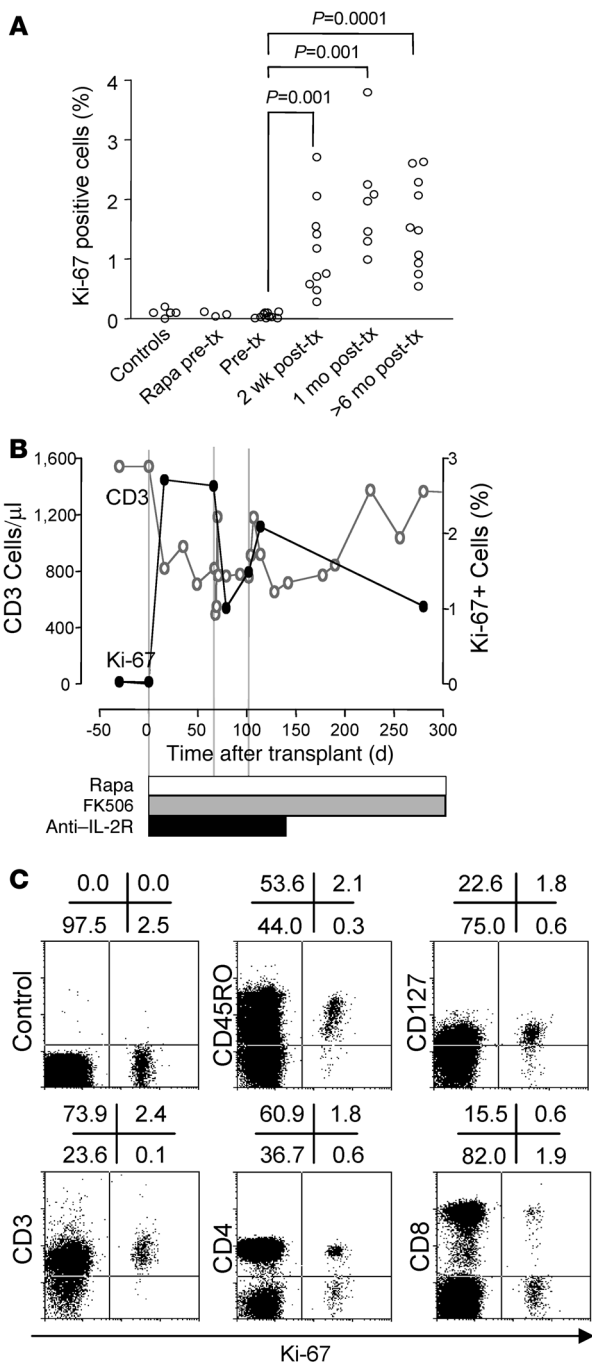 A
P=0.0001
P=0.001
P=0.001
Ki-67 positive cells (%)
4
3
2
1
0
Controls
Rapa pre-tx
Pre-tx
2 wk post-tx
1 mo post-tx
>6 mo post-tx
B
1,600
1,200
800
400
0
CD3 Cells/µl
CD3
Ki-67
3
2
1
0
Ki-67+ Cells (%)
-50 0 50 100 150 200 250 300
Time after transplant (d)
Rapa
FK506
Anti–IL-2R
C
0.0 0.0
97.5 2.5
Control
53.6 2.1
44.0 0.3
CD45RO
22.6 1.8
75.0 0.6
CD127
73.9 2.4
23.6 0.1
CD3
60.9 1.8
36.7 0.6
CD4
15.5 0.6
82.0 1.9
CD8
Ki-67